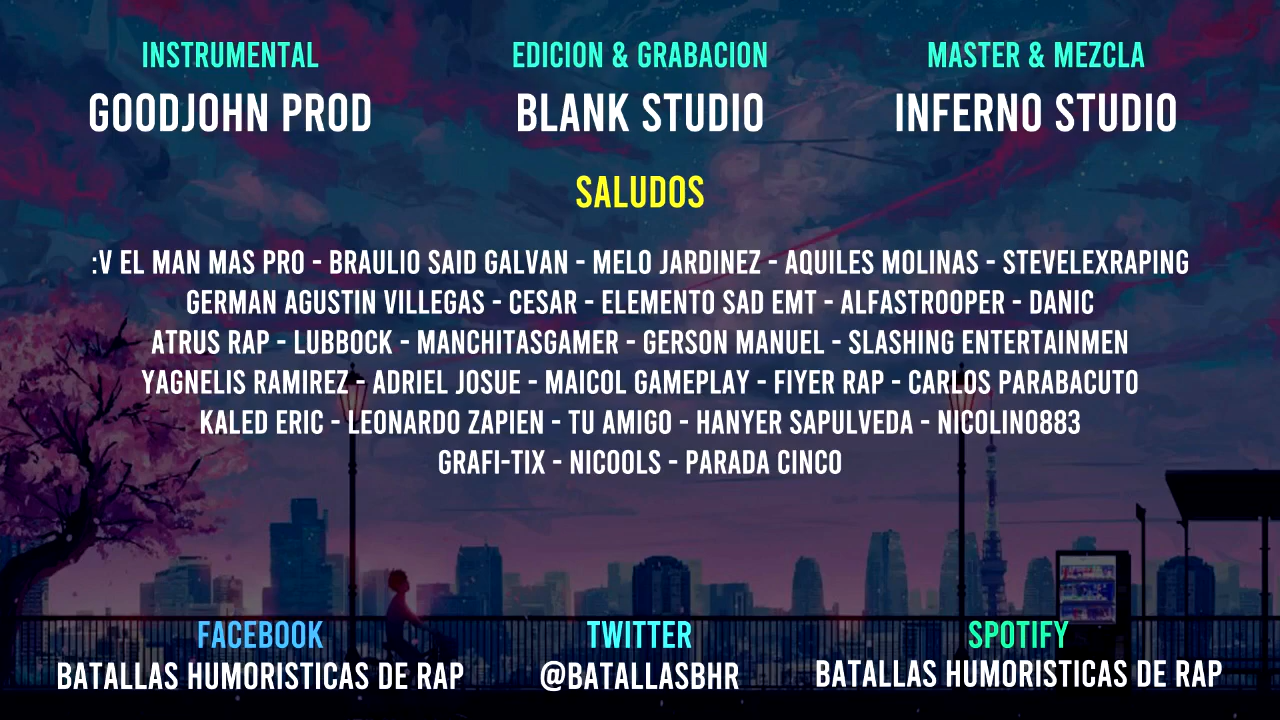 INSTRUMENTAL
EDICION & GRABACION
MASTER & MEZCLA
GOODJOHN PROD
BLANK STUDIO
INFERNO STUDIO
SALUDOS
:V EL MAN MAS PRO - BRAULIO SAID GALVAN - MELO JARDINEZ - AQUILES MOLINAS - STEVELEXRAPING
GERMAN AGUSTIN VILLEGAS - CESAR - ELEMENTO SAD EMT - ALFASTROOPER - DANIC
ATRUS RAP - LUBBOCK - MANCHITASGAMER - GERSON MANUEL - SLASHING ENTERTAINMEN
YAGNELIS RAMIREZ - ADRIEL JOSUE - MAICOL GAMEPLAY - FIYER RAP - CARLOS PARABACUTO
KALED ERIC - LEONARDO ZAPIEN - TU AMIGO - HANYER SAPULVEDA - NICOLINO883
GRAFI-TIX - NICOOLS - PARADA CINCO
FACEBOOK
TWITTER
SPOTIFY
BATALLAS HUMORISTICAS DE RAP
@BATALLASBHR
BATALLAS HUMORISTICAS DE RAP